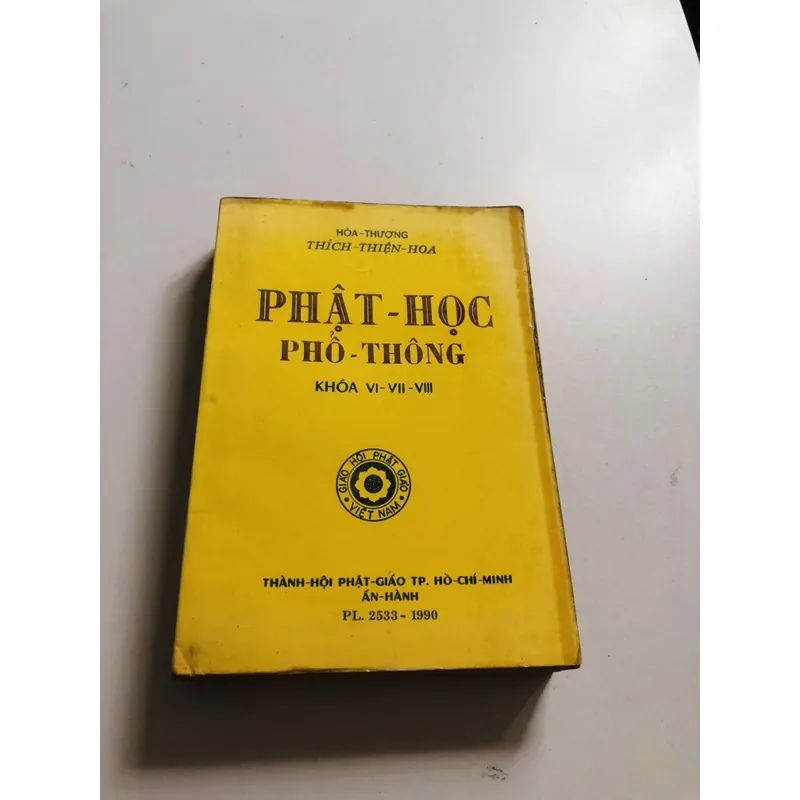 HÒA-THƯỢNG
THÍCH-THIỆN-HOA
PHẬT-HỌC
PHỔ-THÔNG
KHÓA VI-VII-VIII
GIÁO HỘI PHẬT GIÁO
VIỆT NAM
THÀNH-HỘI PHẬT-GIÁO TP. HỒ-CHÍ-MINH
ẤN-HÀNH
PL. 2533 - 1990